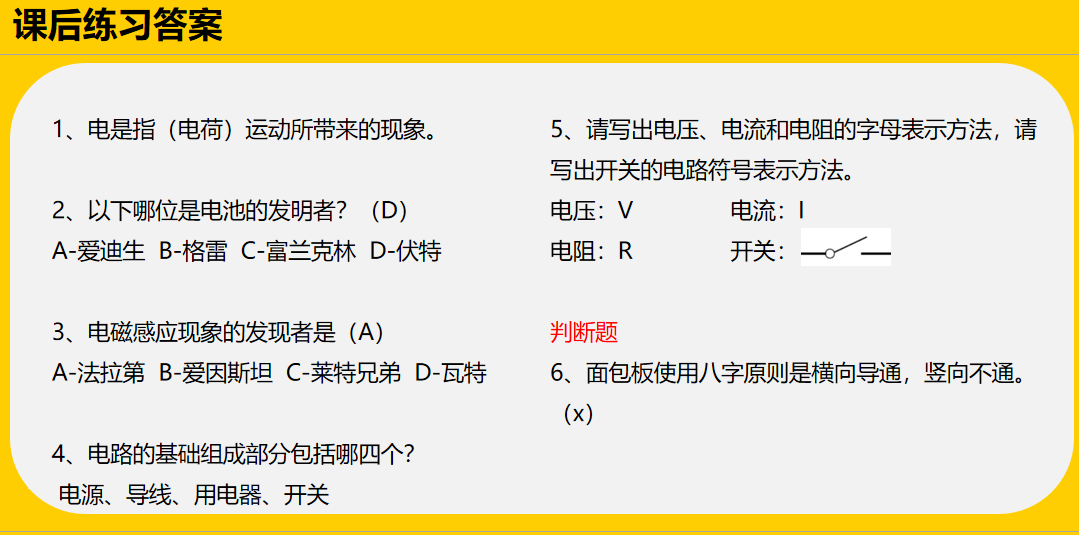 课后练习答案
1、电是指（电荷）运动所带来的现象。
2、以下哪位是电池的发明者？（D）
A-爱迪生 B-格雷 C-富兰克林 D-伏特
3、电磁感应现象的发现者是（A）
A-法拉第 B-爱因斯坦 C-莱特兄弟 D-瓦特
4、电路的基础组成部分包括哪四个？
电源、导线、用电器、开关
5、请写出电压、电流和电阻的字母表示方法，请
写出开关的电路符号表示方法。
电压：V 电流：I
电阻：R 开关：
判断题
6、面包板使用八字原则是横向导通，竖向不通。
（x）